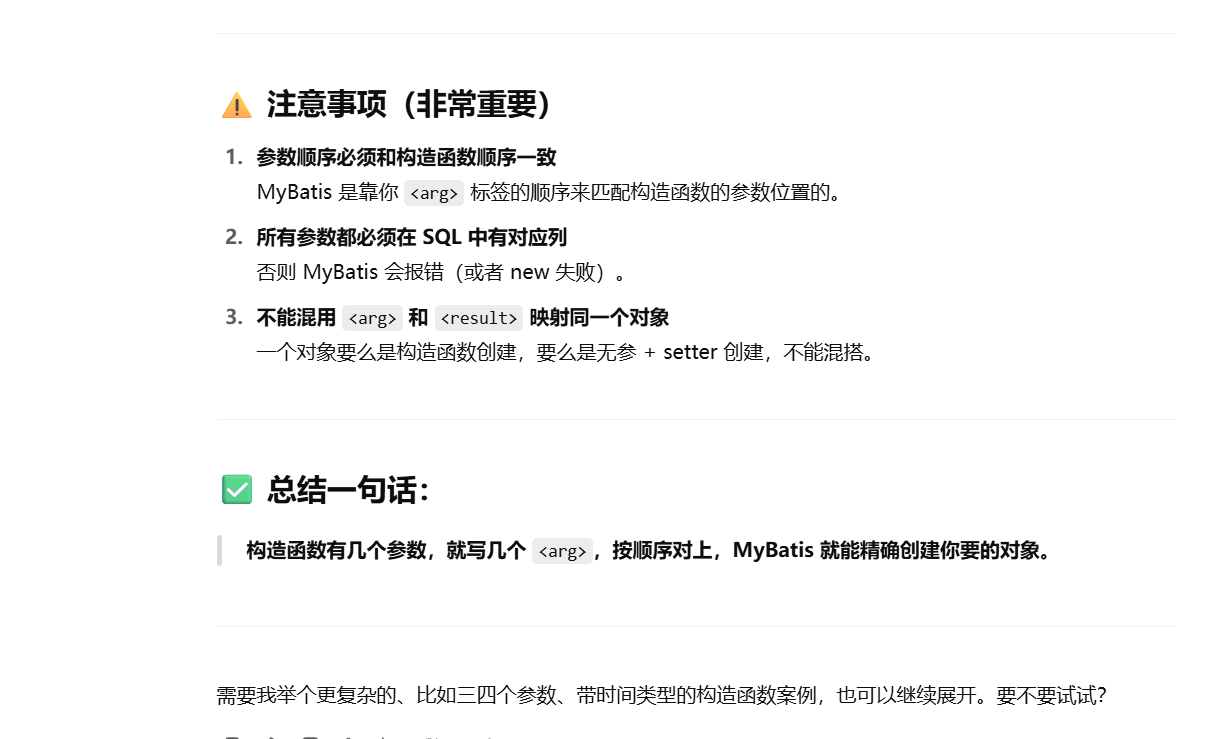 ⚠️ 注意事项（非常重要）
1. 参数顺序必须和构造函数顺序一致
MyBatis 是靠你 <arg> 标签的顺序来匹配构造函数的参数位置的。
2. 所有参数都必须在 SQL 中有对应列
否则 MyBatis 会报错（或者 new 失败）。
3. 不能混用 <arg> 和 <result> 映射同一个对象
一个对象要么是构造函数创建，要么是无参 + setter 创建，不能混搭。
✅ 总结一句话：
构造函数有几个参数，就写几个 <arg>，按顺序对上，MyBatis 就能精确创建你要的对象。
需要我举个更复杂的、比如三四个参数、带时间类型的构造函数案例，也可以继续展开。要不要试试？